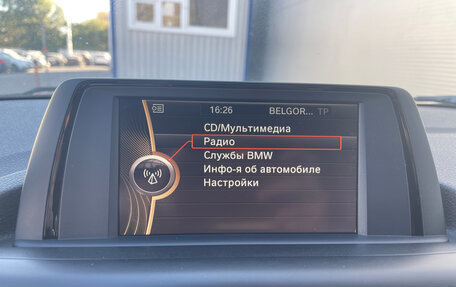 16:26 BELGOR... TP
CD/Мультимедиа
Радио
Службы BMW
Инфо-я об автомобиле
Настройки